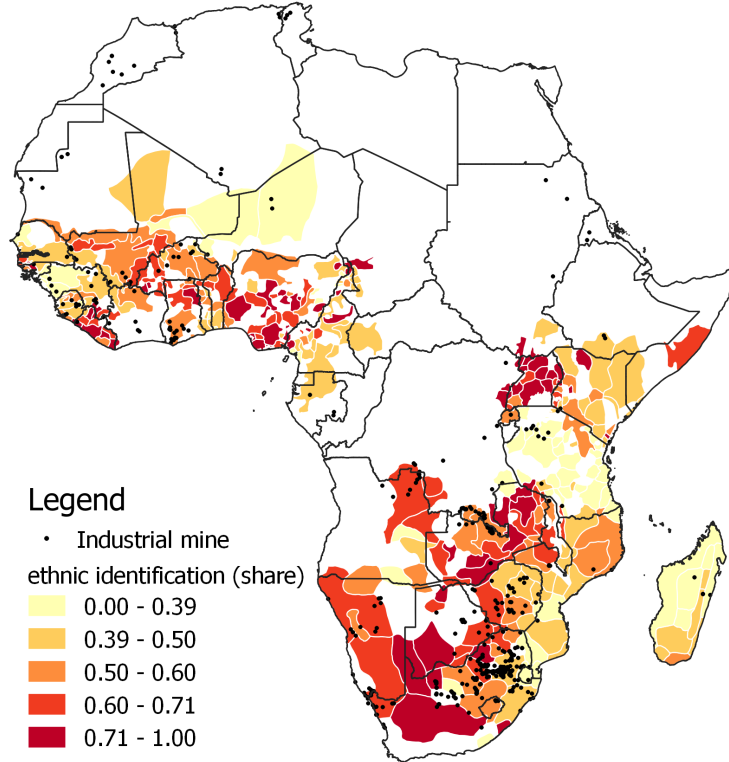 Legend
Industrial mine
ethnic identification (share)
0.00 - 0.39
0.39 - 0.50
0.50 - 0.60
0.60 - 0.71
0.71 - 1.00